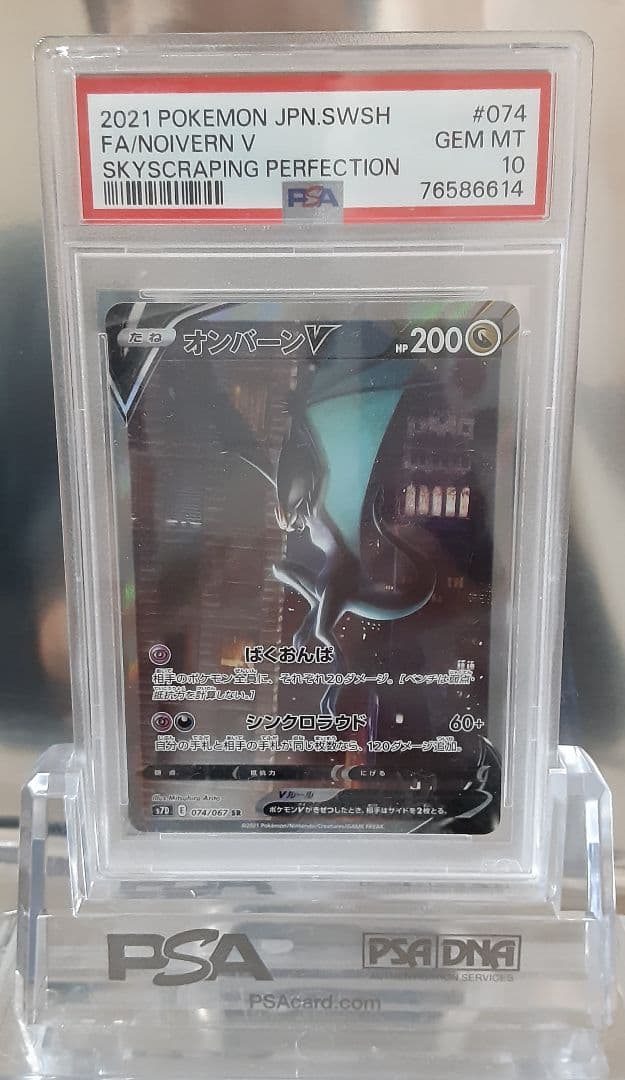 2021 POKEMON JPN.SWSH #074
FA/NOIVERN V GEM MT
SKYSCRAPING PERFECTION 10
PSA 76586614
たね オンバーンV HP 200
ばくおんぱ
相手のポケモン全員に、それぞれ20ダメージ。[ベンチは弱点・
抵抗力を計算しない。]
シンクロラウド 60+
自分の手札と相手の手札が同じ枚数なら、120ダメージ追加。
弱点 抵抗力 にげる
Illus. Mitsuhiro Arita
Vルール
ポケモンVがきぜつしたとき、相手はサイドを2枚とる。
s7D E 074/067 SR
©2021 Pokémon/Nintendo/Creatures/GAME FREAK.
PSA PSA DNA
AUTHENTICATION SERVICES
PSAcard.com